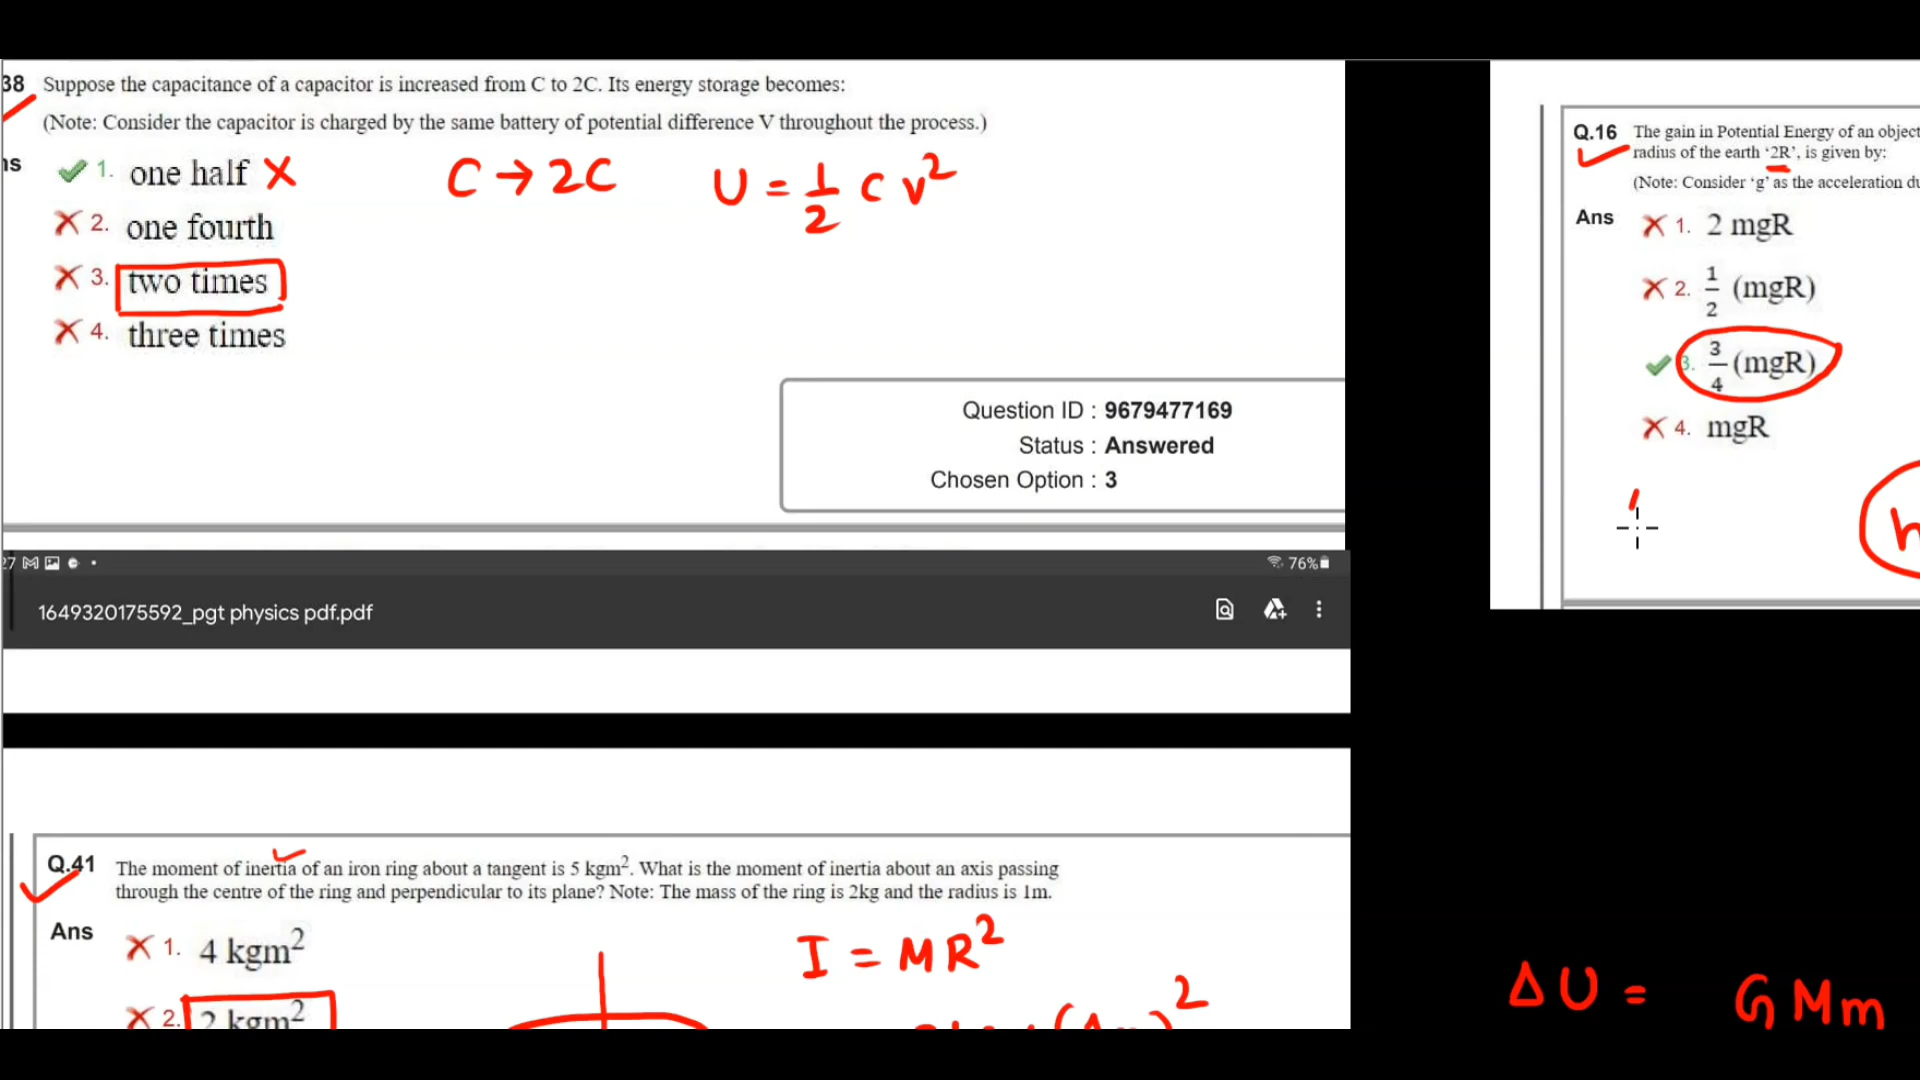 38 Suppose the capacitance of a capacitor is increased from C to 2C. Its energy storage becomes:
(Note: Consider the capacitor is charged by the same battery of potential difference V throughout the process.)
ns 1. one half X
C → 2C U = 1/2 C V²
2. one fourth
3. two times
4. three times
Question ID : 9679477169
Status : Answered
Chosen Option : 3
27 76%
1649320175592_pgt physics pdf.pdf
Q.41 The moment of inertia of an iron ring about a tangent is 5 kgm². What is the moment of inertia about an axis passing
through the centre of the ring and perpendicular to its plane? Note: The mass of the ring is 2kg and the radius is 1m.
Ans 1. 4 kgm²
2. 2 kgm²
I = MR²
Q.16 The gain in Potential Energy of an object
radius of the earth ‘2R’, is given by:
(Note: Consider ‘g’ as the acceleration du
Ans 1. 2 mgR
2. 1/2 (mgR)
3. 3/4 (mgR)
4. mgR
h
ΔU = GMm